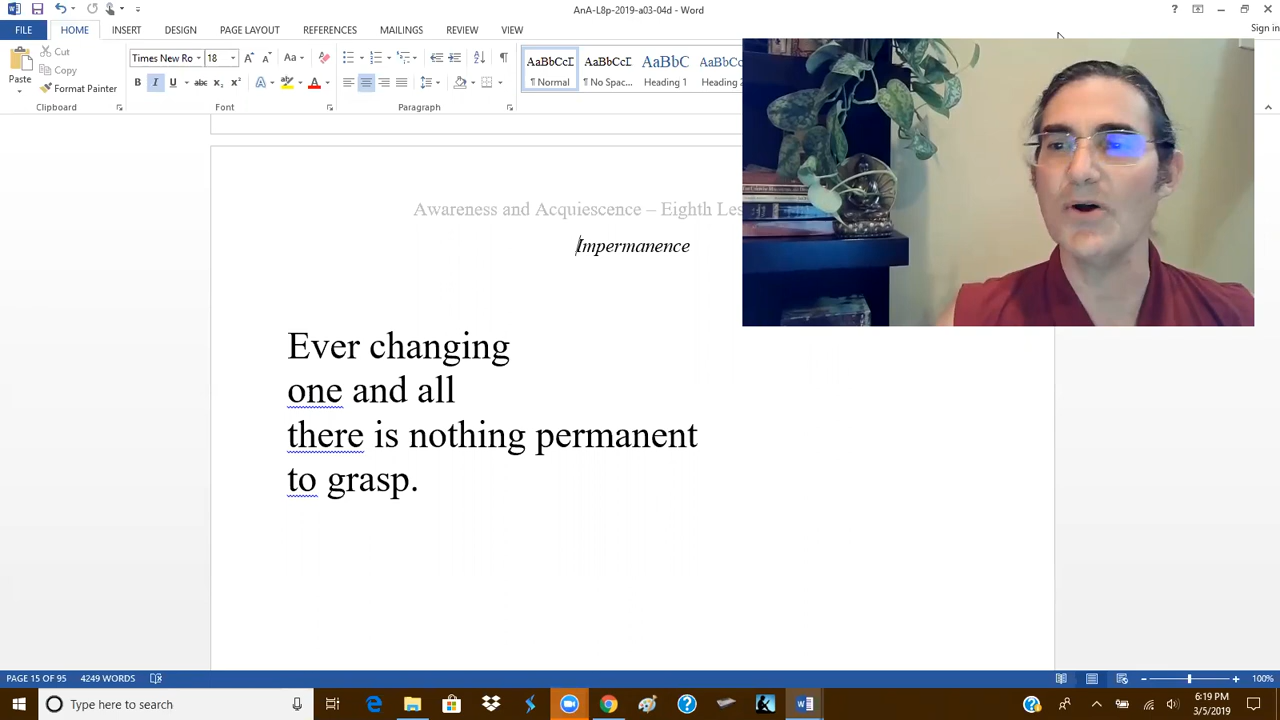 AnA-L8p-2019-a03-04d - Word
Sign in
FILE HOME INSERT DESIGN PAGE LAYOUT REFERENCES MAILINGS REVIEW VIEW
Paste
Cut
Copy
Format Painter
Clipboard
Times New Ro 18
Font
Paragraph
AaBbCcI AaBbCcI AaBbC AaBbCc
¶ Normal ¶ No Spac... Heading 1 Heading 2
Awareness and Acquiescence – Eighth Les
Impermanence
Ever changing
one and all
there is nothing permanent
to grasp.
PAGE 15 OF 95 4249 WORDS
100%
Type here to search
6:19 PM
3/5/2019